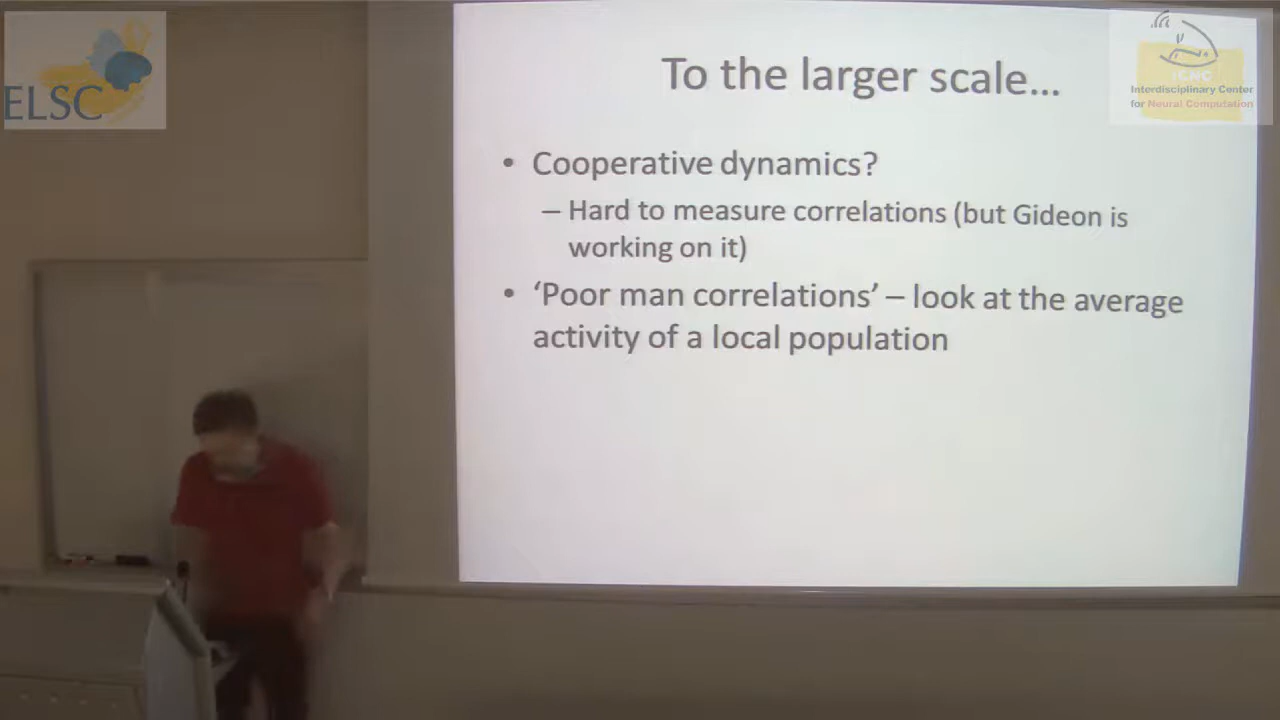 ELSC
ICNC
Interdisciplinary Center
for Neural Computation
To the larger scale...
• Cooperative dynamics?
– Hard to measure correlations (but Gideon is
working on it)
• ‘Poor man correlations’ – look at the average
activity of a local population